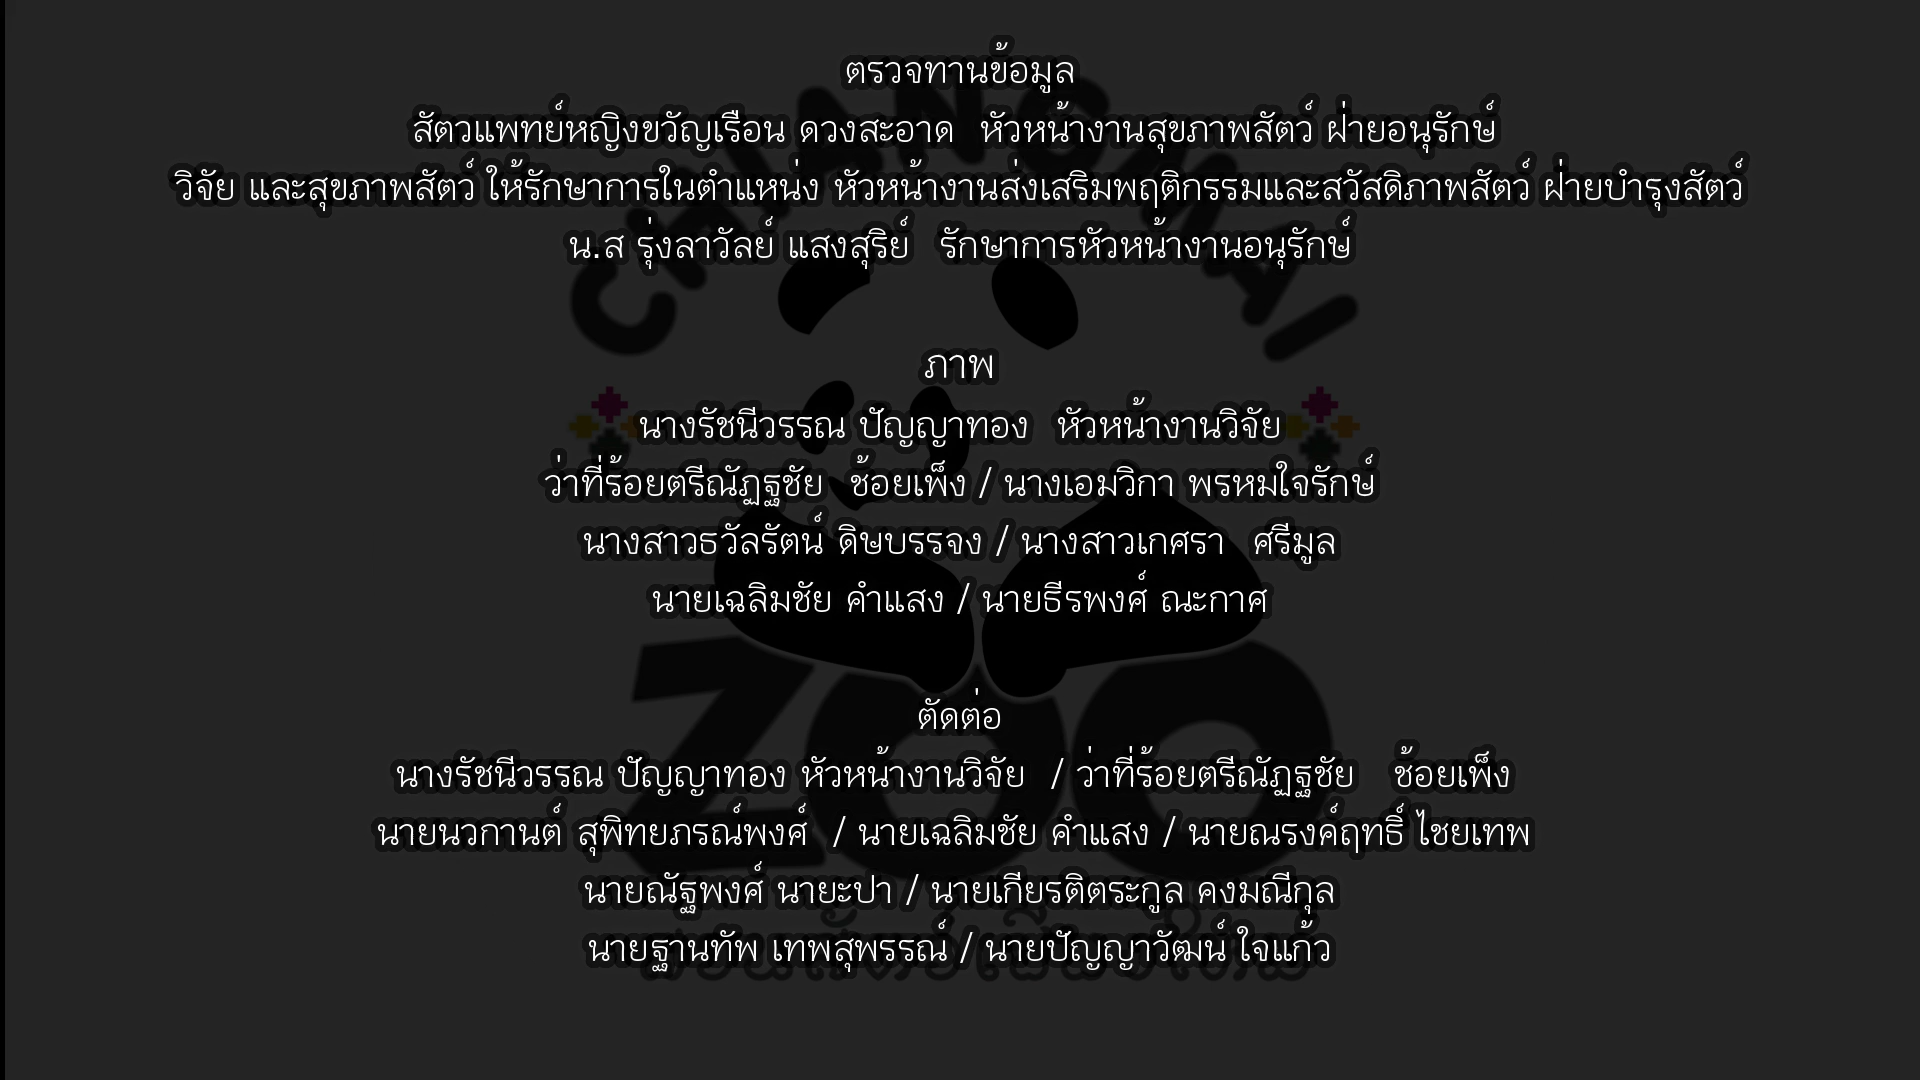 ตรวจทานข้อมูล
สัตวแพทย์หญิงขวัญเรือน ดวงสะอาด หัวหน้างานสุขภาพสัตว์ ฝ่ายอนุรักษ์
วิจัย และสุขภาพสัตว์ ให้รักษาการในตำแหน่ง หัวหน้างานส่งเสริมพฤติกรรมและสวัสดิภาพสัตว์ ฝ่ายบำรุงสัตว์
น.ส รุ่งลาวัลย์ แสงสุริย์ รักษาการหัวหน้างานอนุรักษ์
CHIANGMAI
ภาพ
นางรัชนีวรรณ ปัญญาทอง หัวหน้างานวิจัย
ว่าที่ร้อยตรีณัฏฐชัย ช้อยเพ็ง / นางเอมวิกา พรหมใจรักษ์
นางสาวธวัลรัตน์ ดิษบรรจง / นางสาวเกศรา ศรีมูล
นายเฉลิมชัย คำแสง / นายธีรพงศ์ ณะกาศ
ZOO
ตัดต่อ
นางรัชนีวรรณ ปัญญาทอง หัวหน้างานวิจัย / ว่าที่ร้อยตรีณัฏฐชัย ช้อยเพ็ง
นายนวกานต์ สุพิทยภรณ์พงศ์ / นายเฉลิมชัย คำแสง / นายณรงค์ฤทธิ์ ไชยเทพ
นายณัฐพงศ์ นายะปา / นายเกียรติตระกูล คงมณีกุล
นายฐานทัพ เทพสุพรรณ์ / นายปัญญาวัฒน์ ใจแก้ว
สวนสัตว์เชียงใหม่